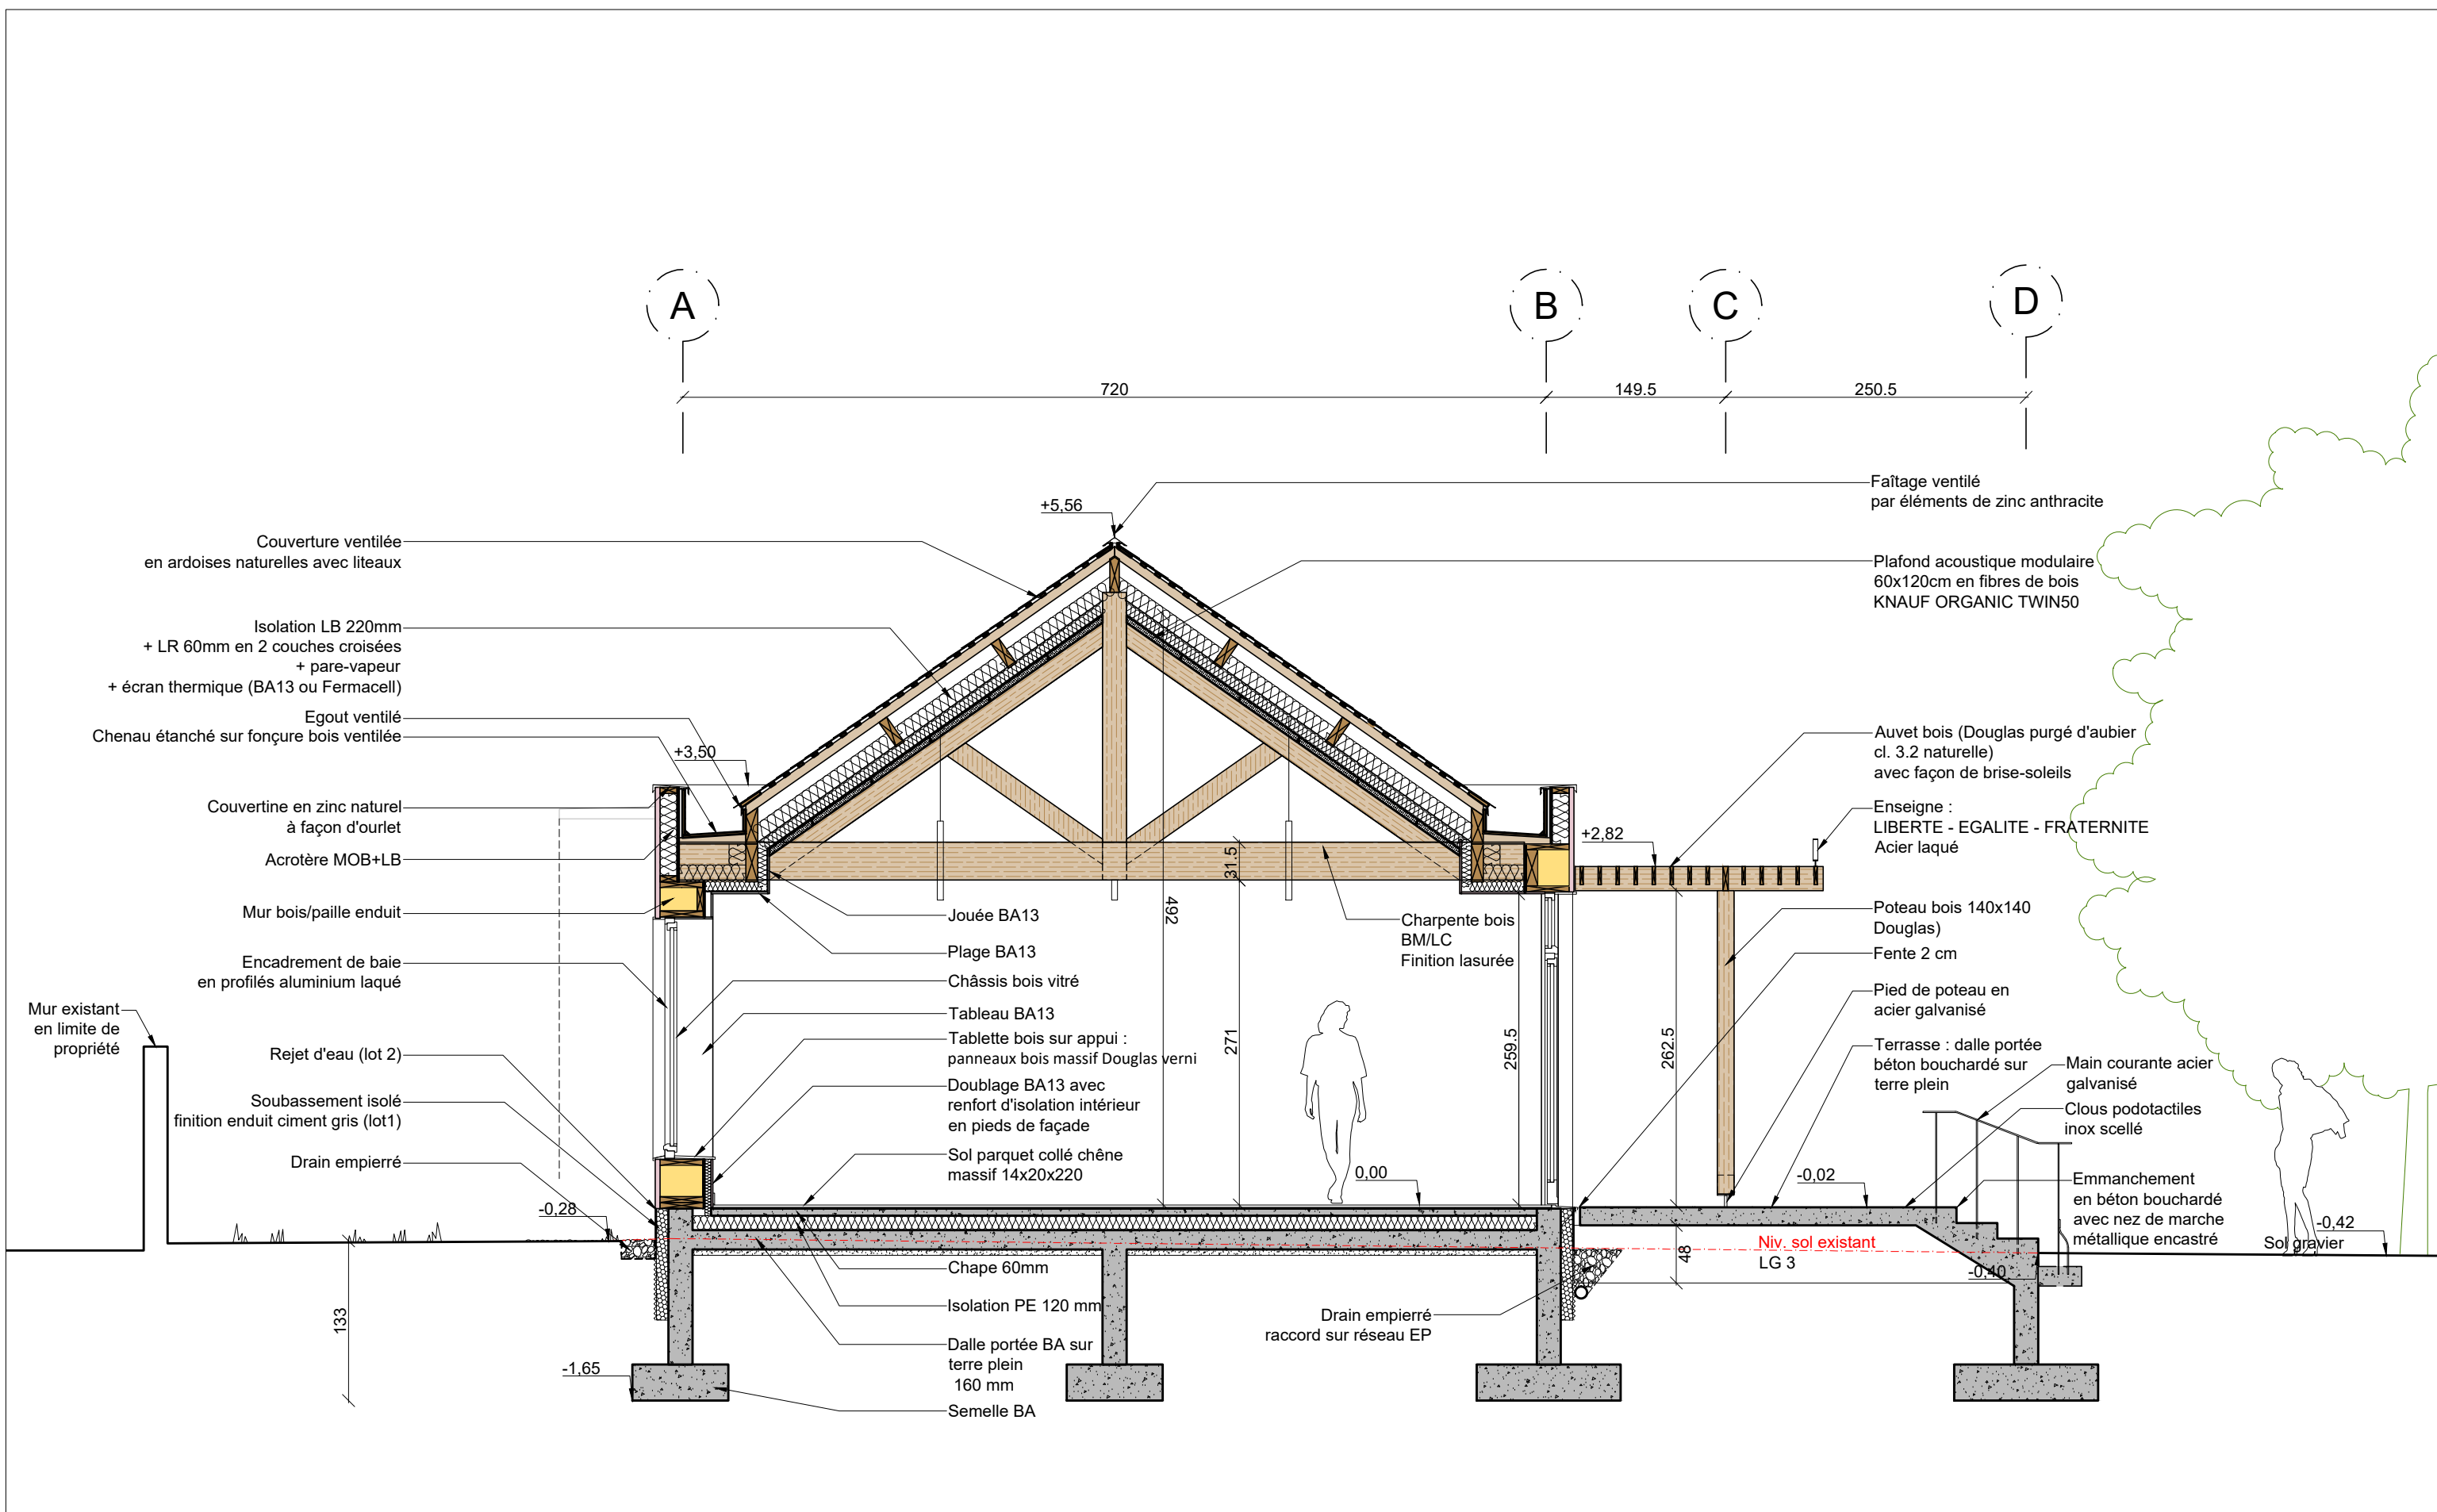 A
B
C
D
720
149.5
250.5
+5,56
Faîtage ventilé
par éléments de zinc anthracite
Couverture ventilée
en ardoises naturelles avec liteaux
Plafond acoustique modulaire
60x120cm en fibres de bois
KNAUF ORGANIC TWIN50
Isolation LB 220mm
+ LR 60mm en 2 couches croisées
+ pare-vapeur
+ écran thermique (BA13 ou Fermacell)
Egout ventilé
Chenau étanché sur fonçure bois ventilée
+3,50
Auvet bois (Douglas purgé d'aubier
cl. 3.2 naturelle)
avec façon de brise-soleils
Couvertine en zinc naturel
à façon d'ourlet
Enseigne :
LIBERTE - EGALITE - FRATERNITE
Acier laqué
+2,82
Acrotère MOB+LB
31.5
492
Mur bois/paille enduit
Jouée BA13
Charpente bois
BM/LC
Finition lasurée
Poteau bois 140x140
Douglas)
Plage BA13
Fente 2 cm
Encadrement de baie
en profilés aluminium laqué
Châssis bois vitré
Pied de poteau en
acier galvanisé
Mur existant
en limite de
propriété
Tableau BA13
271
259.5
262.5
Rejet d'eau (lot 2)
Tablette bois sur appui :
panneaux bois massif Douglas verni
Terrasse : dalle portée
béton bouchardé sur
terre plein
Main courante acier
galvanisé
Soubassement isolé
finition enduit ciment gris (lot1)
Doublage BA13 avec
renfort d'isolation intérieur
en pieds de façade
Clous podotactiles
inox scellé
Drain empierré
Sol parquet collé chêne
massif 14x20x220
0,00
-0,02
Emmanchement
en béton bouchardé
avec nez de marche
métallique encastré
-0,28
-0,42
Sol gravier
Niv. sol existant
LG 3
48
-0,40
Chape 60mm
Isolation PE 120 mm
Drain empierré
raccord sur réseau EP
133
Dalle portée BA sur
terre plein
160 mm
-1,65
Semelle BA